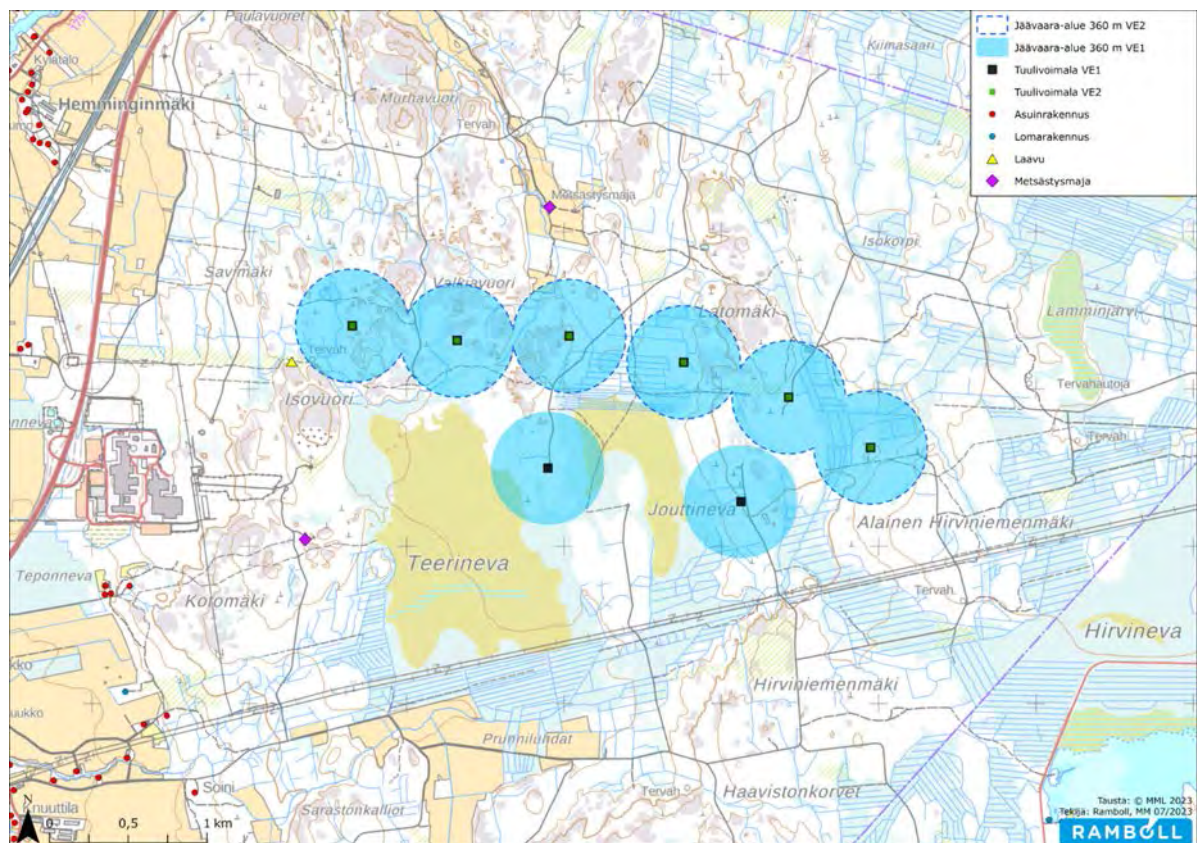 Jäävaara-alue 360 m VE2
Jäävaara-alue 360 m VE1
Tuulivoimala VE1
Tuulivoimala VE2
Asuinrakennus
Lomarakennus
Laavu
Metsästysmaja
Paulavuoret
Kiimasaari
Kylätalo
Hemminginmäki
Murhavuori
Tervah.
Metsästysmaja
Isokorpi
Savimäki
Valkiavuori
Latomäki
Lamminjärvi
Tervah.
Isovuori
Tervahautoja
Tervah.
Jouttineva
Alainen Hirviniemenmäki
Teerineva
Teponneva
Kotomäki
Tervah.
Hirvineva
Hirviniemenmäki
Prunniluhdat
Soini
Tervah.
Haavistonkorvet
Knuuttila
Sarastonkalliot
N
0 0,5 1 km
Tausta: © MML 2023
Tekijä: Ramboll, MM 07/2023
RAMBOLL